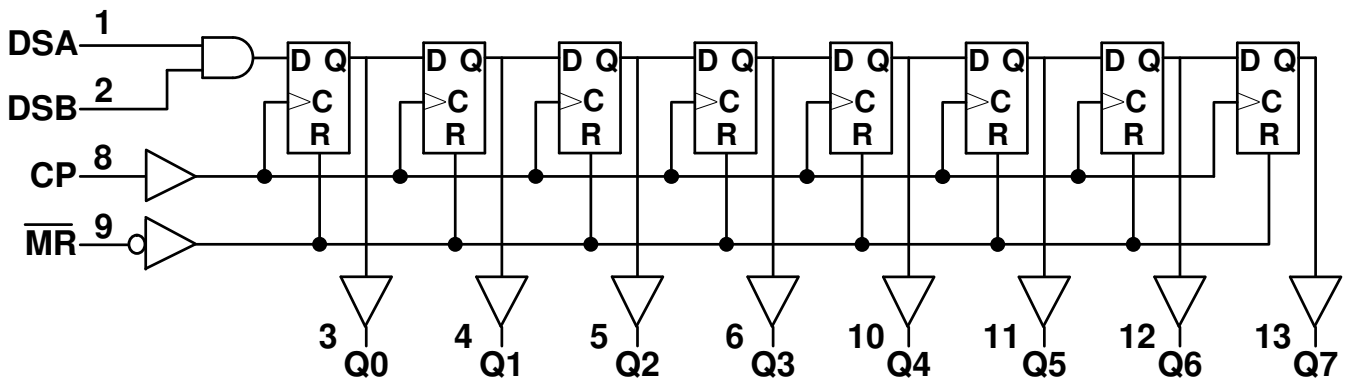 DSA 1
DSB 2
CP 8
MR 9
D Q D Q D Q D Q D Q D Q D Q D Q
C C C C C C C C
R R R R R R R R
3 4 5 6 10 11 12 13
Q0 Q1 Q2 Q3 Q4 Q5 Q6 Q7